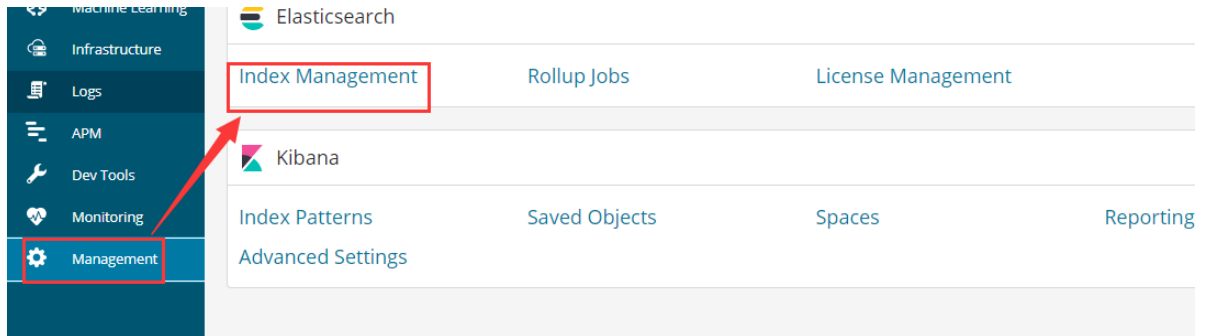 Machine Learning
Infrastructure
Logs
APM
Dev Tools
Monitoring
Management
Elasticsearch
Index Management Rollup Jobs License Management
Kibana
Index Patterns Saved Objects Spaces Reporting
Advanced Settings